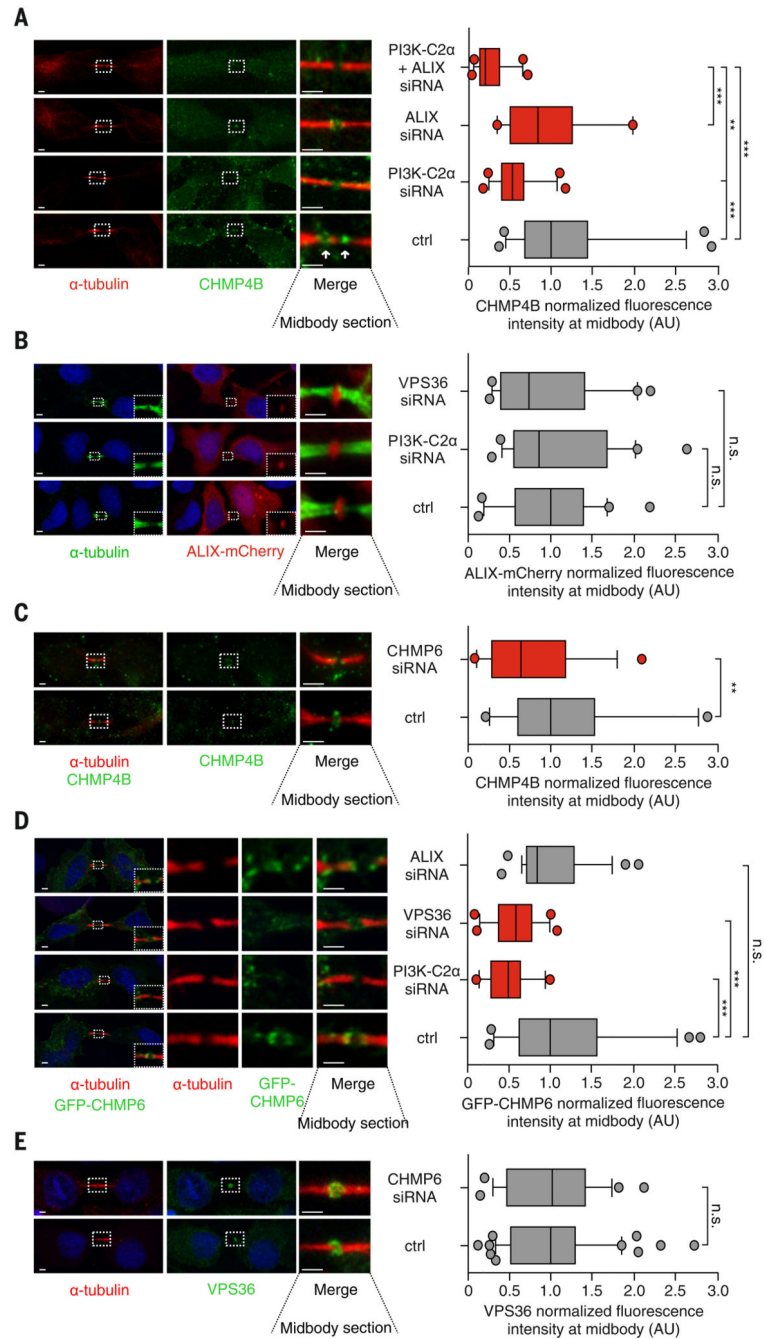 A
α-tubulin
CHMP4B
Merge
Midbody section
PI3K-C2α
+ ALIX
siRNA
ALIX
siRNA
PI3K-C2α
siRNA
ctrl
***
**
***
***
0 0.5 1.0 1.5 2.0 2.5 3.0
CHMP4B normalized fluorescence
intensity at midbody (AU)
B
α-tubulin
ALIX-mCherry
Merge
Midbody section
VPS36
siRNA
PI3K-C2α
siRNA
ctrl
n.s.
n.s.
0 0.5 1.0 1.5 2.0 2.5 3.0
ALIX-mCherry normalized fluorescence
intensity at midbody (AU)
C
α-tubulin
CHMP4B
CHMP4B
Merge
Midbody section
CHMP6
siRNA
ctrl
**
0 0.5 1.0 1.5 2.0 2.5 3.0
CHMP4B normalized fluorescence
intensity at midbody (AU)
D
α-tubulin
GFP-CHMP6
α-tubulin
GFP-
CHMP6
Merge
Midbody section
ALIX
siRNA
VPS36
siRNA
PI3K-C2α
siRNA
ctrl
***
***
n.s.
0 0.5 1.0 1.5 2.0 2.5 3.0
GFP-CHMP6 normalized fluorescence
intensity at midbody (AU)
E
α-tubulin
VPS36
Merge
Midbody section
CHMP6
siRNA
ctrl
n.s.
0 0.5 1.0 1.5 2.0 2.5 3.0
VPS36 normalized fluorescence
intensity at midbody (AU)